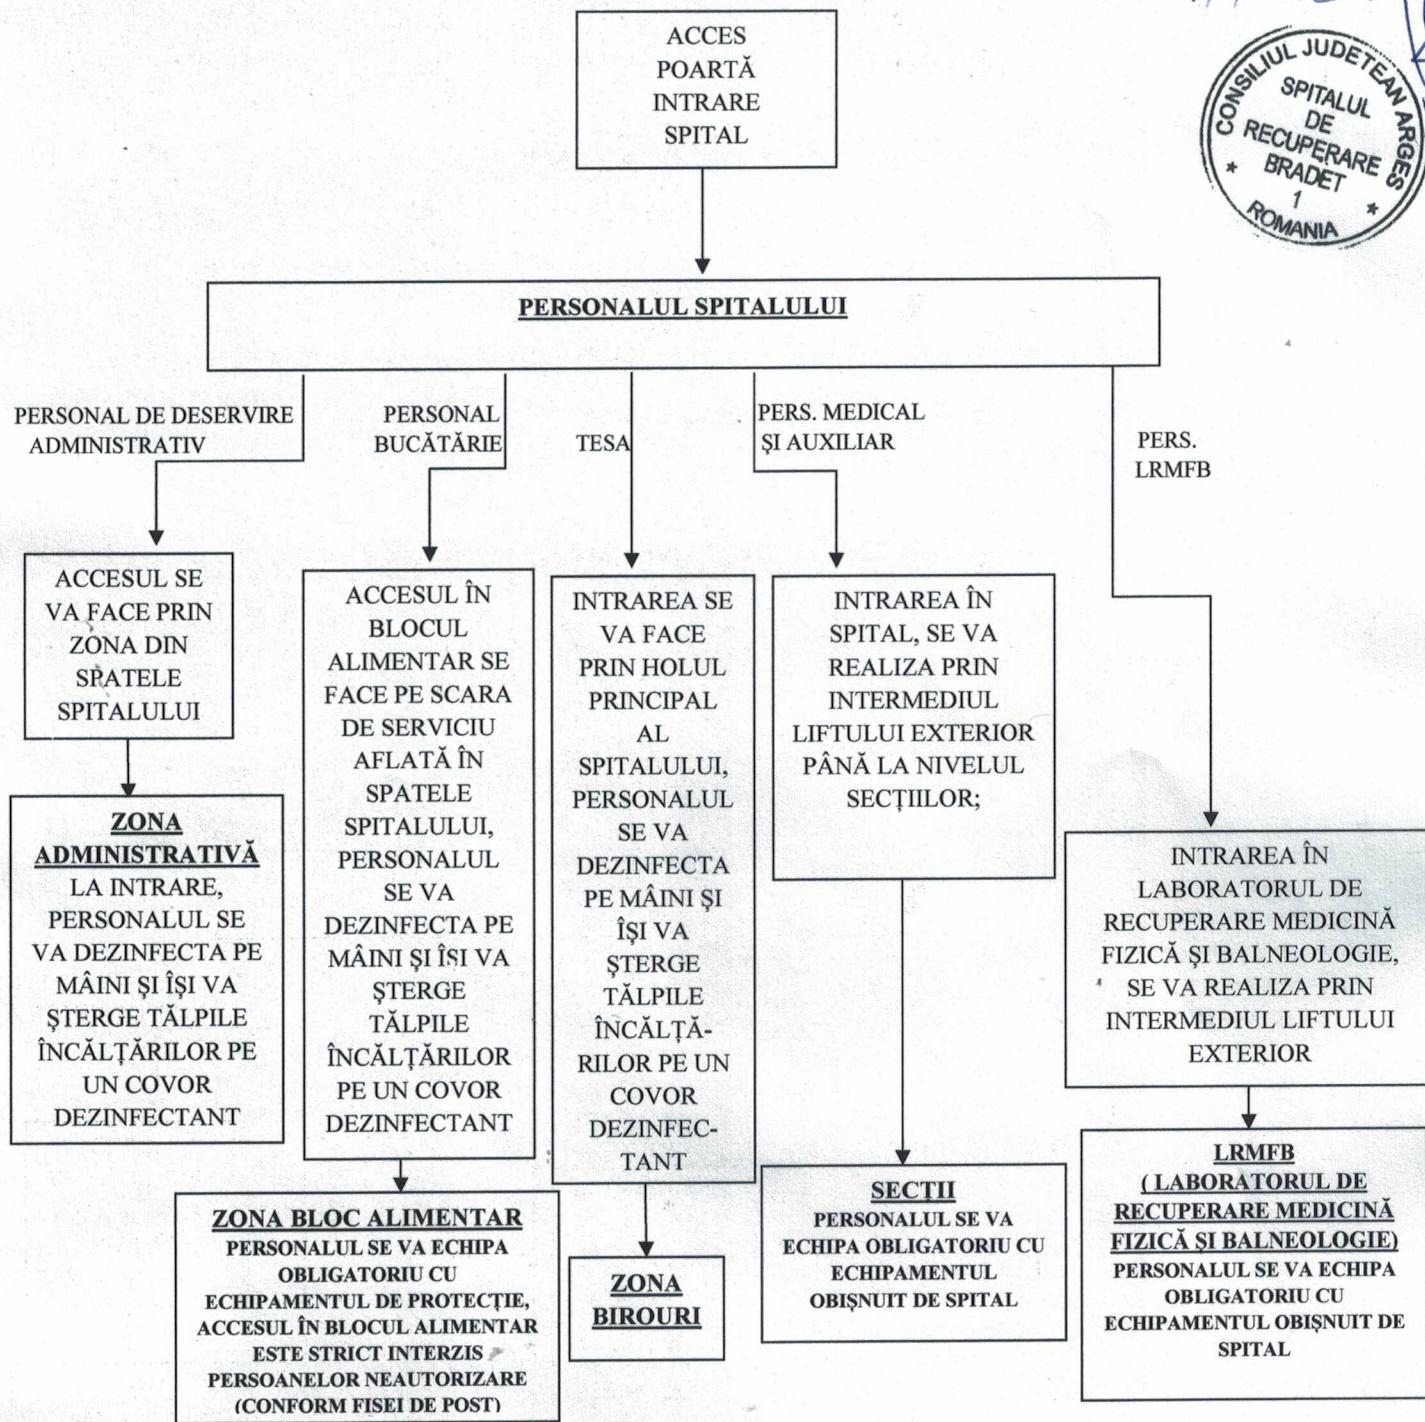 ACCES
POARTĂ
INTRARE
SPITAL
CONSILIUL JUDETEAN ARGES
SPITALUL
DE
RECUPERARE
BRADET
1
* ROMANIA *
PERSONALUL SPITALULUI
PERSONAL DE DESERVIRE
ADMINISTRATIV
PERSONAL
BUCĂTĂRIE
TESA
PERS. MEDICAL
ȘI AUXILIAR
PERS.
LRMFB
ACCESUL SE
VA FACE PRIN
ZONA DIN
SPATELE
SPITALULUI
ZONA
ADMINISTRATIVĂ
LA INTRARE,
PERSONALUL SE
VA DEZINFECTA PE
MÂINI ȘI ÎȘI VA
ȘTERGE TĂLPILE
ÎNCĂLȚĂRILOR PE
UN COVOR
DEZINFECTANT
ACCESUL ÎN
BLOCUL
ALIMENTAR SE
FACE PE SCARA
DE SERVICIU
AFLATĂ ÎN
SPATELE
SPITALULUI,
PERSONALUL
SE VA
DEZINFECTA PE
MÂINI ȘI ÎȘI VA
ȘTERGE
TĂLPILE
ÎNCĂLȚĂRILOR
PE UN COVOR
DEZINFECTANT
ZONA BLOC ALIMENTAR
PERSONALUL SE VA ECHIPA
OBLIGATORIU CU
ECHIPAMENTUL DE PROTECȚIE,
ACCESUL ÎN BLOCUL ALIMENTAR
ESTE STRICT INTERZIS
PERSOANELOR NEAUTORIZARE
(CONFORM FISEI DE POST)
INTRAREA SE
VA FACE
PRIN HOLUL
PRINCIPAL
AL
SPITALULUI,
PERSONALUL
SE VA
DEZINFECTA
PE MÂINI ȘI
ÎȘI VA
ȘTERGE
TĂLPILE
ÎNCĂLȚĂ-
RILOR PE UN
COVOR
DEZINFEC-
TANT
ZONA
BIROURI
INTRAREA ÎN
SPITAL, SE VA
REALIZA PRIN
INTERMEDIUL
LIFTULUI EXTERIOR
PÂNĂ LA NIVELUL
SECȚIILOR;
SECȚII
PERSONALUL SE VA
ECHIPA OBLIGATORIU CU
ECHIPAMENTUL
OBIȘNUIT DE SPITAL
INTRAREA ÎN
LABORATORUL DE
RECUPERARE MEDICINĂ
FIZICĂ ȘI BALNEOLOGIE,
SE VA REALIZA PRIN
INTERMEDIUL LIFTULUI
EXTERIOR
LRMFB
( LABORATORUL DE
RECUPERARE MEDICINĂ
FIZICĂ ȘI BALNEOLOGIE)
PERSONALUL SE VA ECHIPA
OBLIGATORIU CU
ECHIPAMENTUL OBIȘNUIT DE
SPITAL